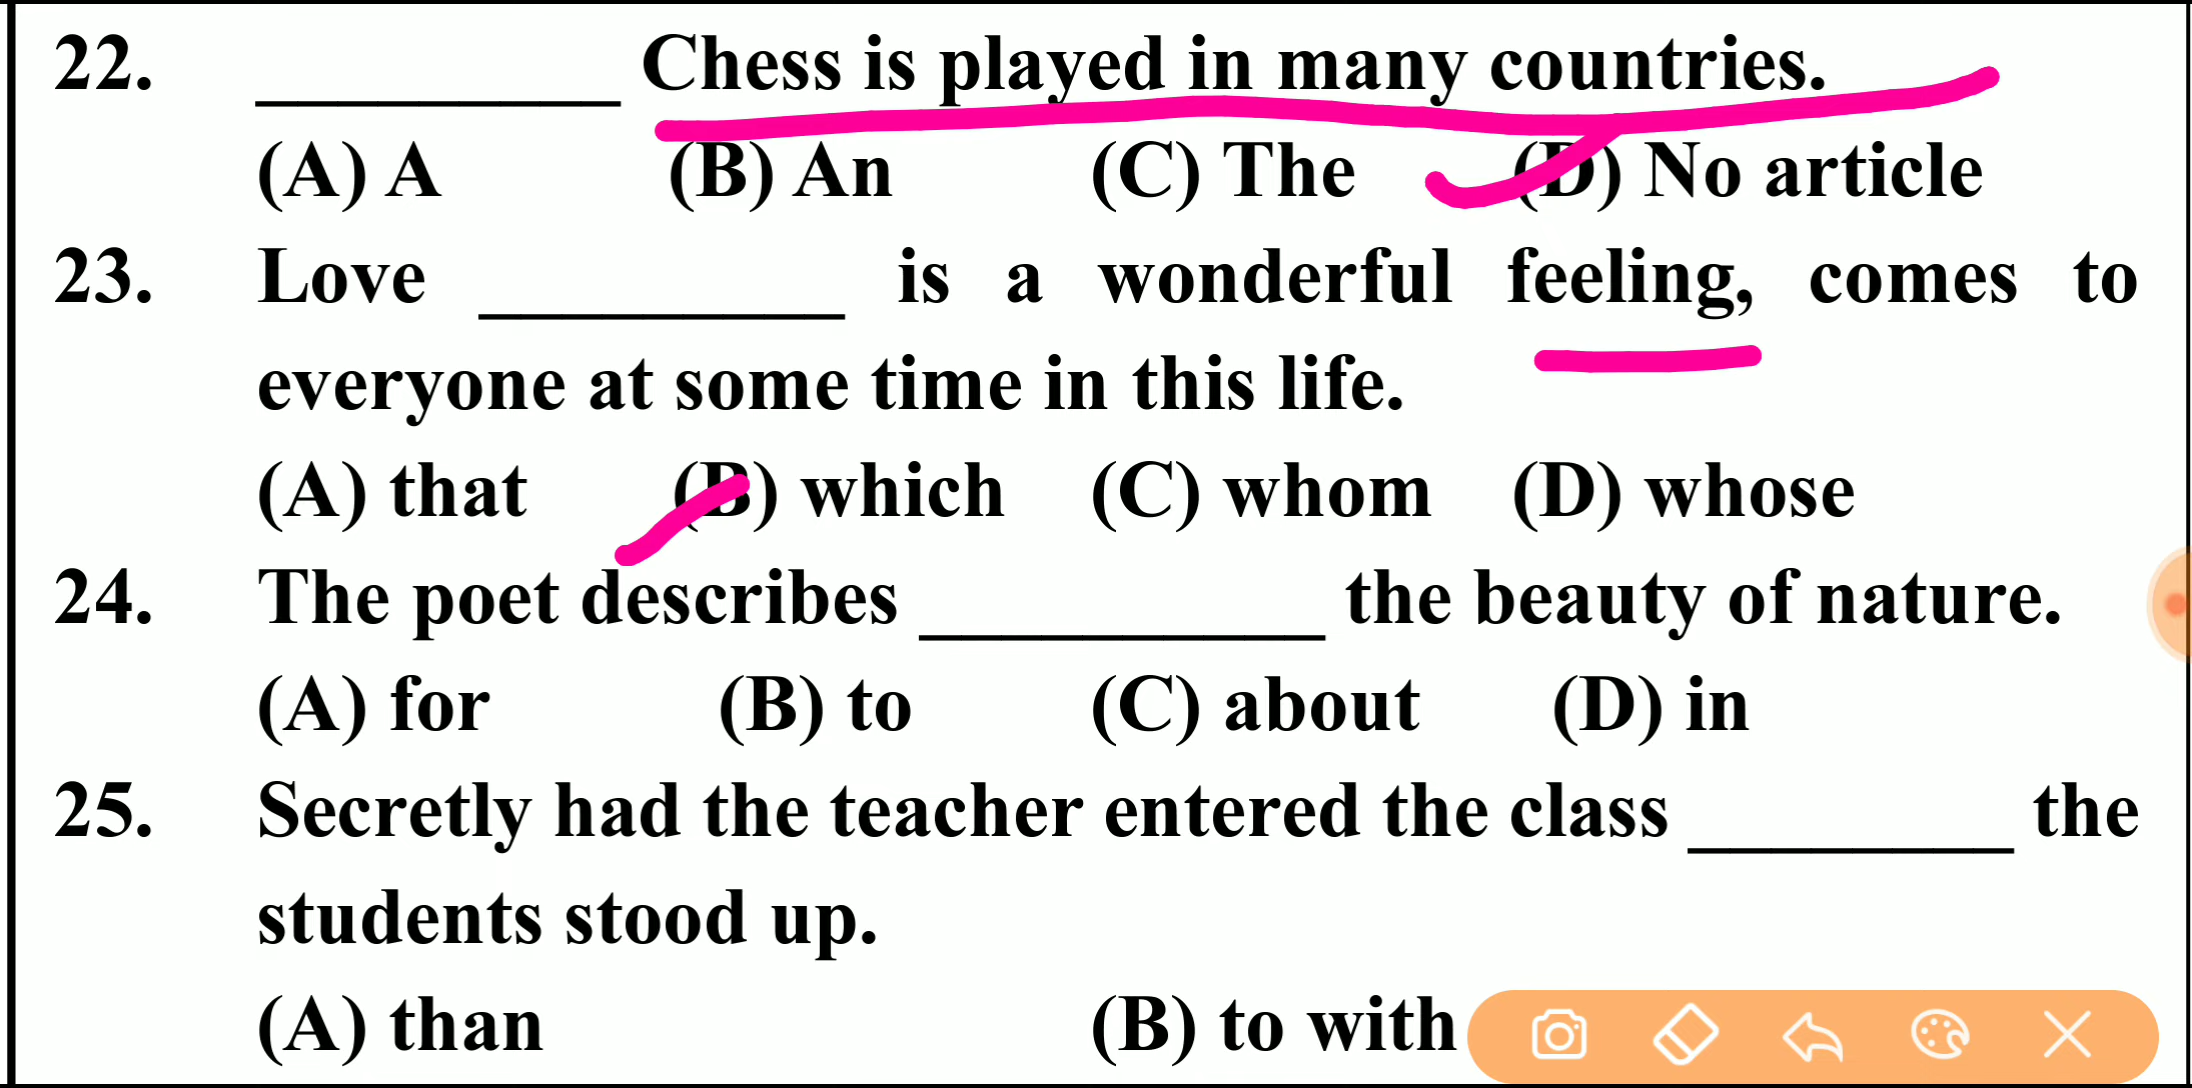 22. _________ Chess is played in many countries.
(A) A (B) An (C) The (D) No article
23. Love _________ is a wonderful feeling, comes to
everyone at some time in this life.
(A) that (B) which (C) whom (D) whose
24. The poet describes __________ the beauty of nature.
(A) for (B) to (C) about (D) in
25. Secretly had the teacher entered the class ________ the
students stood up.
(A) than (B) to with